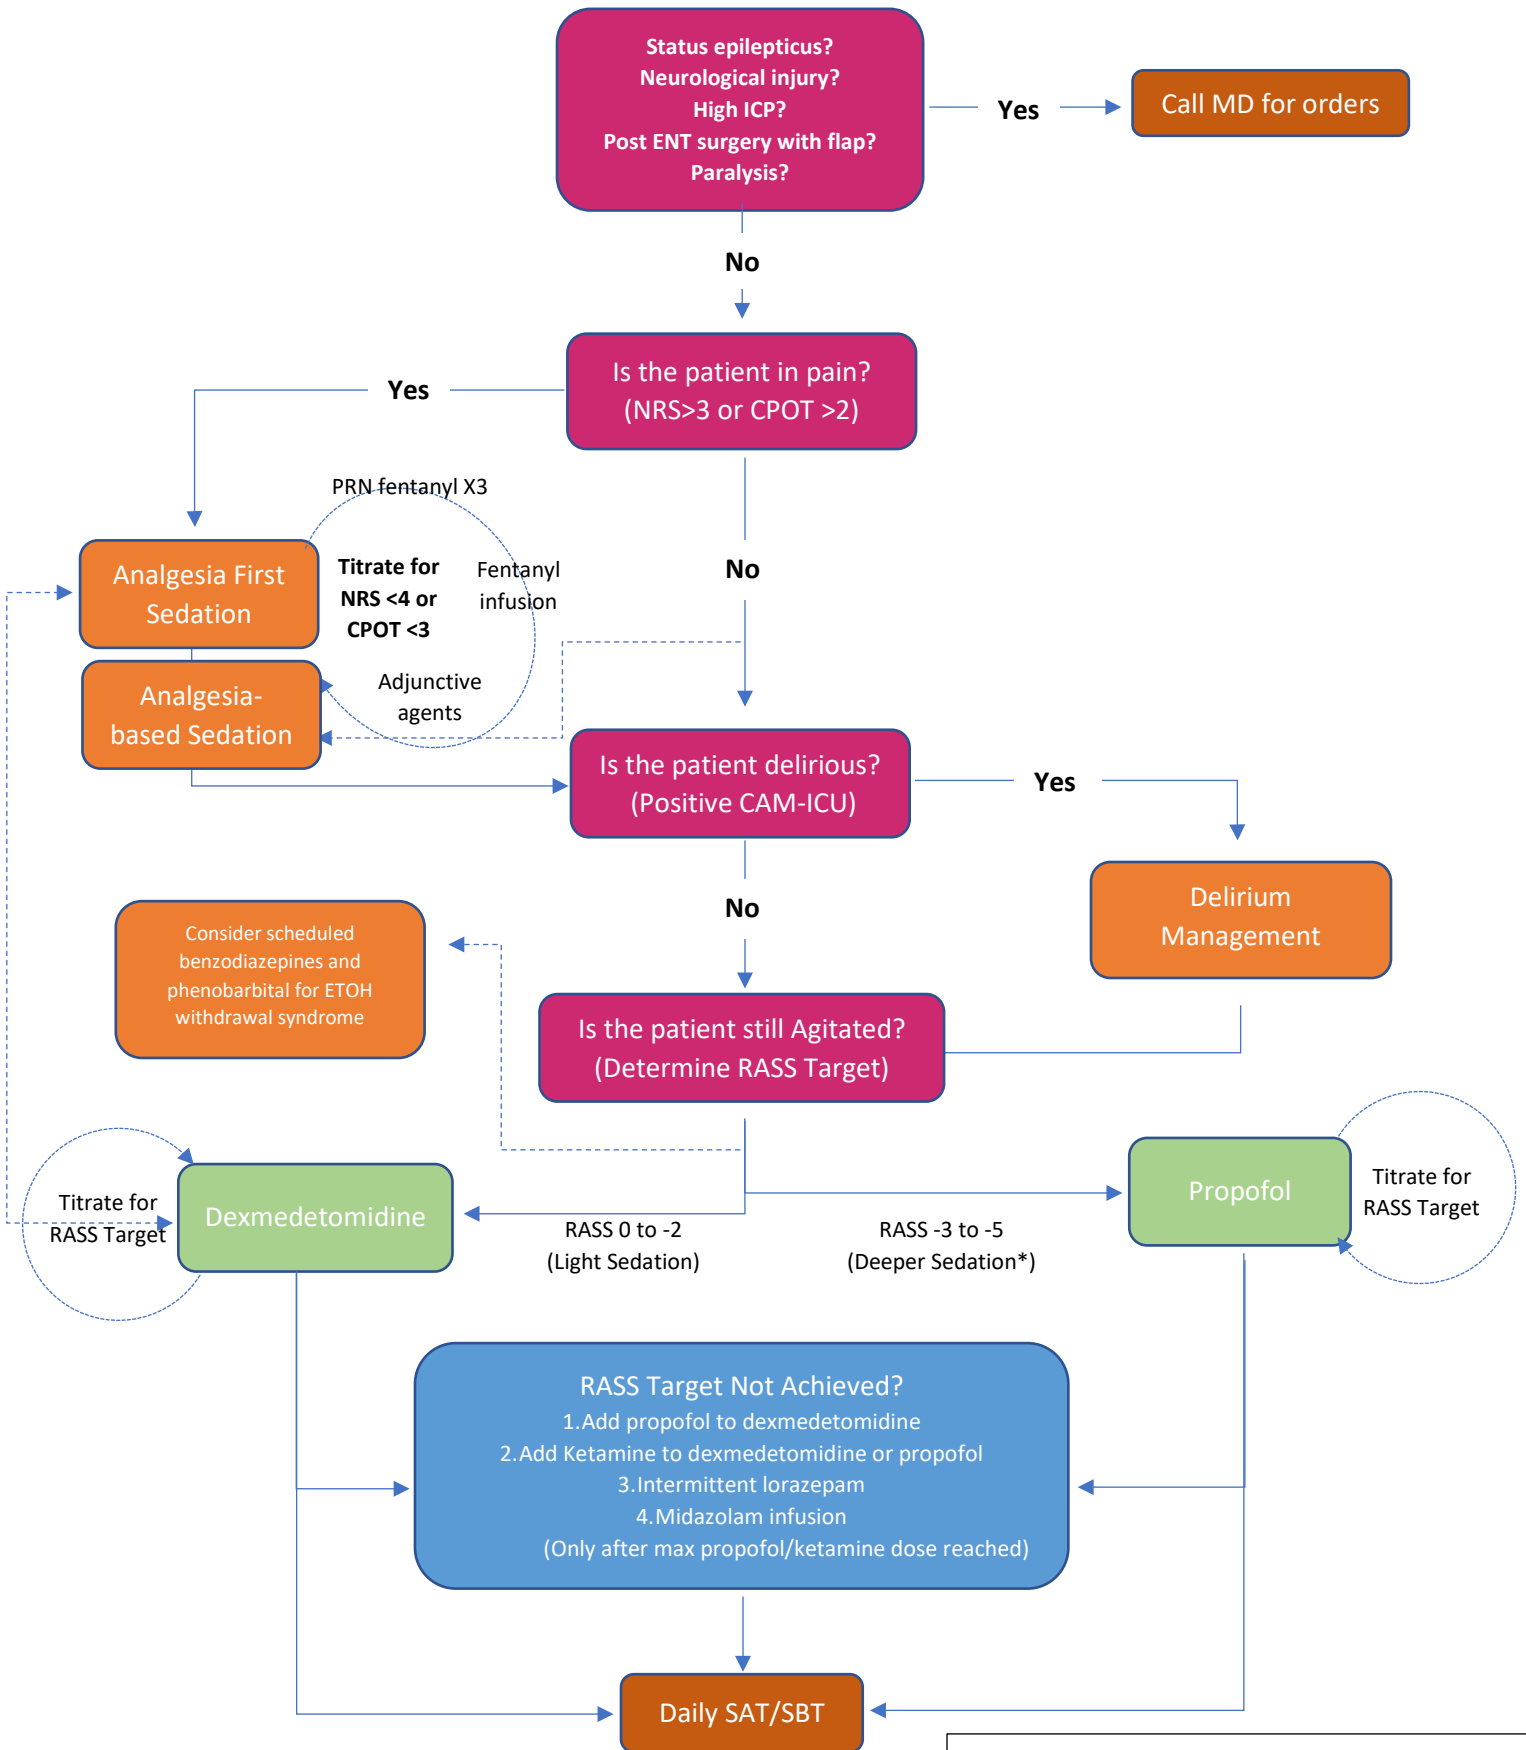 Status epilepticus?
Neurological injury?
High ICP?
Post ENT surgery with flap?
Paralysis?
Yes
Call MD for orders
No
Is the patient in pain?
(NRS>3 or CPOT >2)
Yes
PRN fentanyl X3
Analgesia First
Sedation
Titrate for
NRS <4 or
CPOT <3
Fentanyl
infusion
No
Analgesia-
based Sedation
Adjunctive
agents
Is the patient delirious?
(Positive CAM-ICU)
Yes
No
Delirium
Management
Consider scheduled
benzodiazepines and
phenobarbital for ETOH
withdrawal syndrome
Is the patient still Agitated?
(Determine RASS Target)
Titrate for
RASS Target
Dexmedetomidine
RASS 0 to -2
(Light Sedation)
RASS -3 to -5
(Deeper Sedation*)
Propofol
Titrate for
RASS Target
RASS Target Not Achieved?
1.Add propofol to dexmedetomidine
2.Add Ketamine to dexmedetomidine or propofol
3.Intermittent lorazepam
4.Midazolam infusion
(Only after max propofol/ketamine dose reached)
Daily SAT/SBT